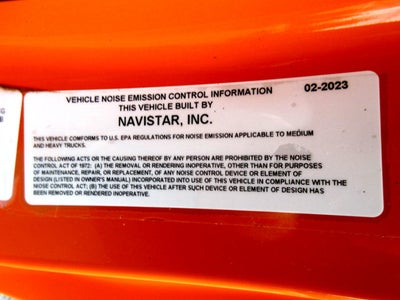 VEHICLE NOISE EMISSION CONTROL INFORMATION 02-2023
THIS VEHICLE BUILT BY
NAVISTAR, INC.
THIS VEHICLE COMFORMS TO U.S. EPA REGULATIONS FOR NOISE EMISSION APPLICABLE TO MEDIUM
AND HEAVY TRUCKS.
THE FOLLOWING ACTS OR THE CAUSING THEREOF BY ANY PERSON ARE PROHIBITED BY THE NOISE
CONTROL ACT OF 1972: (A) THE REMOVAL OR RENDERING INOPERATIVE, OTHER THAN FOR PURPOSES
OF MAINTENANCE, REPAIR, OR REPLACEMENT, OF ANY NOISE CONTROL DEVICE OR ELEMENT OF
DESIGN (LISTED IN OWNER'S MANUAL) INCORPORATED INTO USE OF THIS VEHICLE IN COMPLIANCE WITH THE
NIOSE CONTROL ACT; (B) THE USE OF THIS VEHICLE AFTER SUCH DEVICE OR ELEMENT OF DESIGN HAS
BEEN REMOVED OR RENDERED INOPERATIVE.